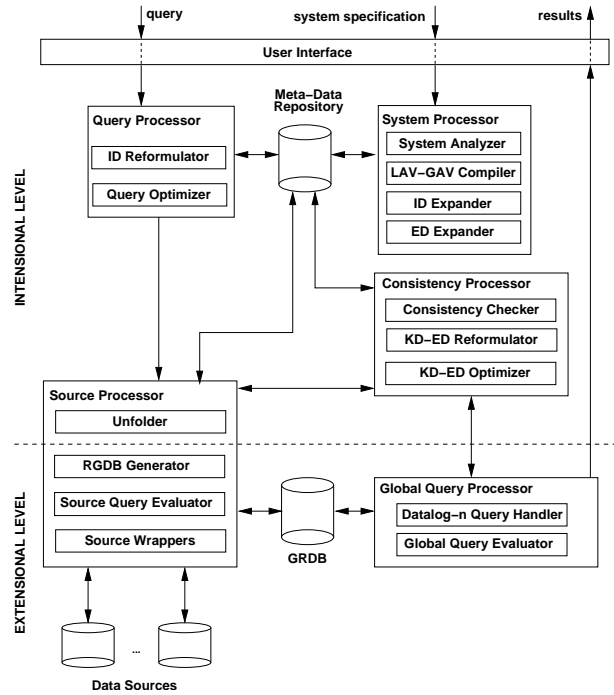 query
system specification
results
User Interface
Meta-Data
Repository
Query Processor
ID Reformulator
Query Optimizer
System Processor
System Analyzer
LAV-GAV Compiler
ID Expander
ED Expander
INTENSIONAL LEVEL
Consistency Processor
Consistency Checker
KD-ED Reformulator
KD-ED Optimizer
Source Processor
Unfolder
RGDB Generator
Source Query Evaluator
Source Wrappers
GRDB
Global Query Processor
Datalog-n Query Handler
Global Query Evaluator
EXTENSIONAL LEVEL
...
Data Sources